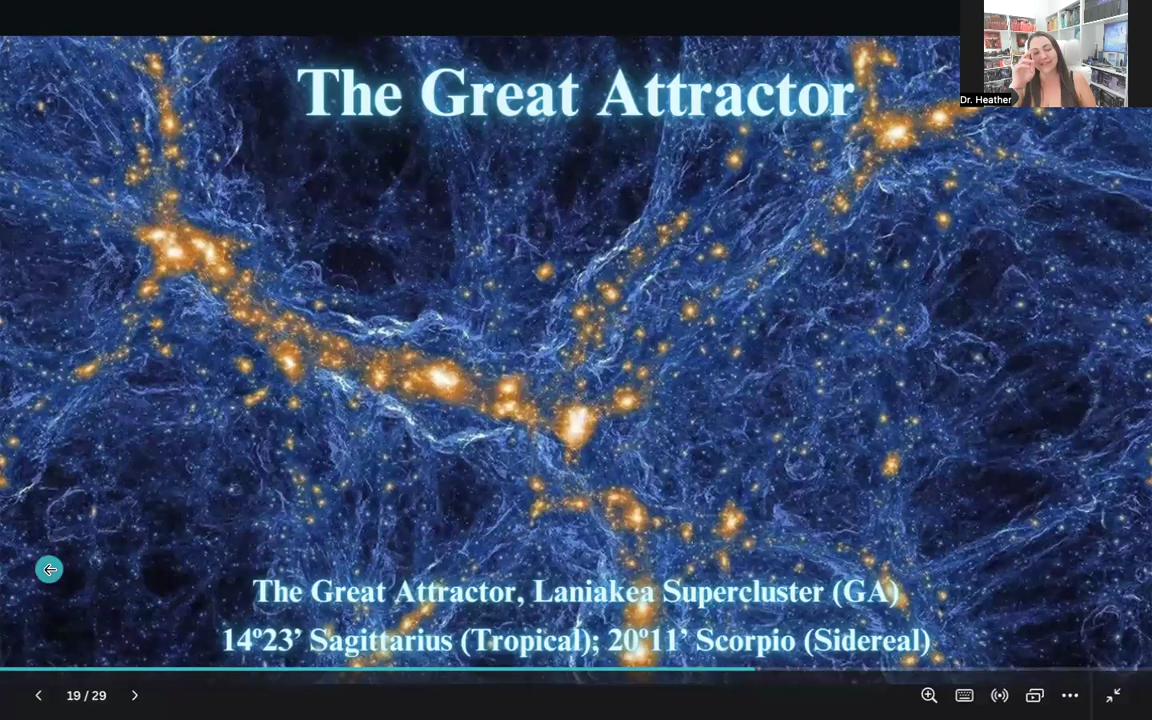 The Great Attractor
Dr. Heather
The Great Attractor, Laniakea Supercluster (GA)
14º23’ Sagittarius (Tropical); 20º11’ Scorpio (Sidereal)
19 / 29